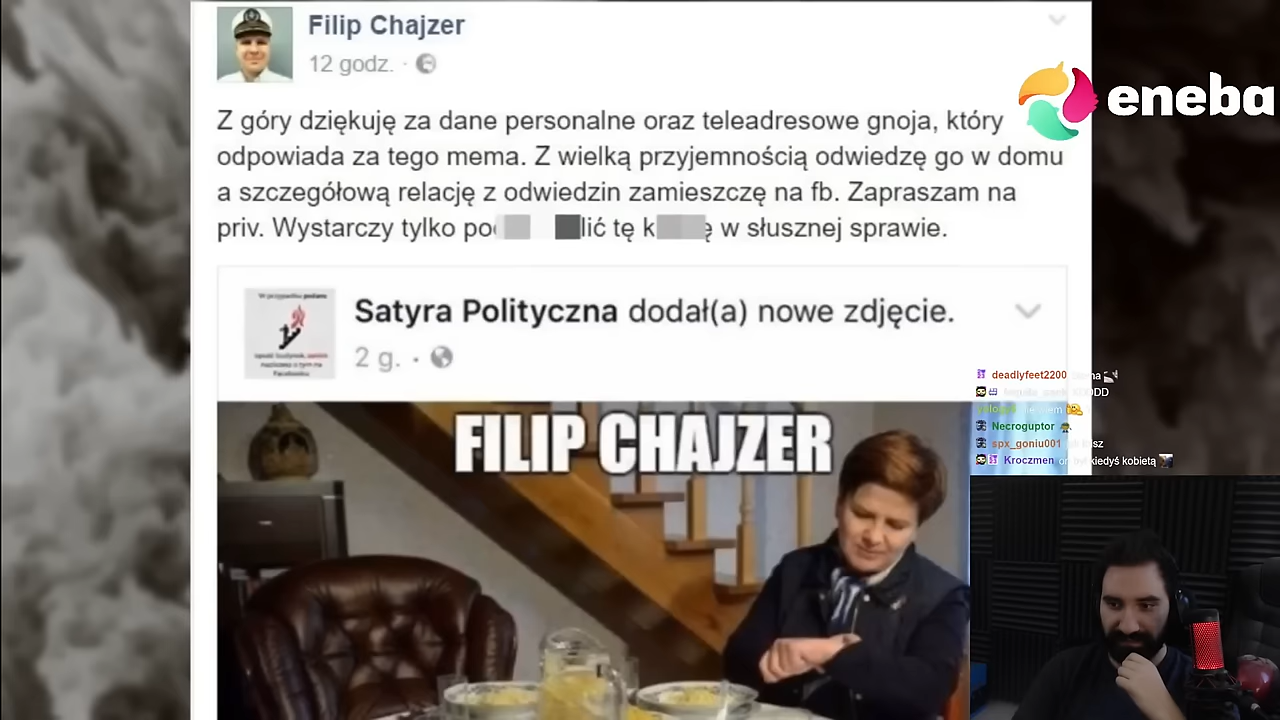 Filip Chajzer
12 godz.
eneba
Z góry dziękuję za dane personalne oraz teleadresowe gnoja, który
odpowiada za tego mema. Z wielką przyjemnością odwiedzę go w domu
a szczegółową relację z odwiedzin zamieszczę na fb. Zapraszam na
priv. Wystarczy tylko po lić tę k ę w słusznej sprawie.
Satyra Polityczna dodał(a) nowe zdjęcie.
2 g.
deadlyfeet2200
FILIP CHAJZER
Necroguptor
spx_goniu001
Kroczmen on był kiedyś kobietą